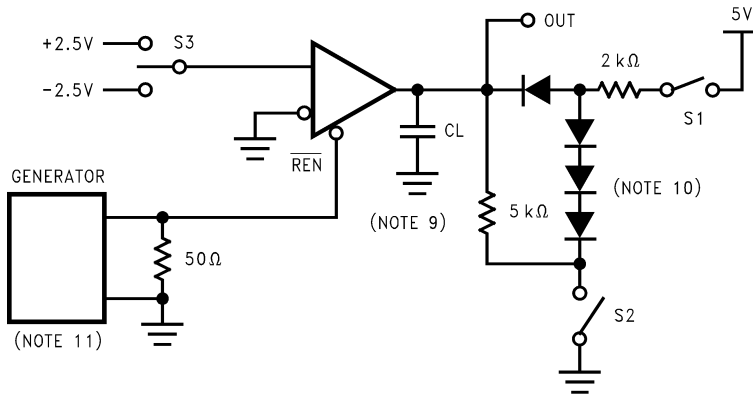 5V
OUT
+2.5V
S3
2 kΩ
-2.5V
S1
CL
REN
GENERATOR
(NOTE 10)
(NOTE 9)
5 kΩ
50Ω
S2
(NOTE 11)